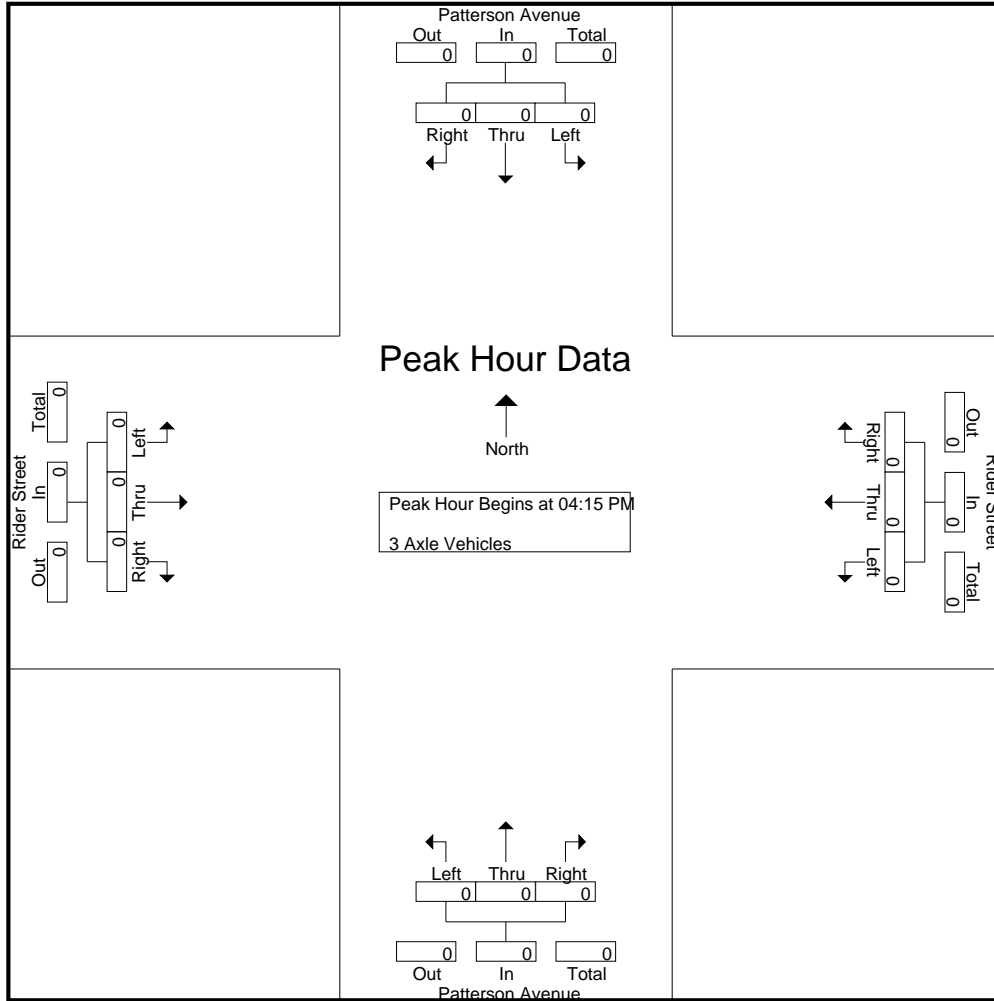 Patterson Avenue
Out In Total
0 0 0
0 0 0
Right Thru Left
Peak Hour Data
North
Peak Hour Begins at 04:15 PM
3 Axle Vehicles
Rider Street
Total In Out
0 0 0
0 0 0
Left Thru Right
Rider Street
Out In Total
0 0 0
0 0 0
Right Thru Left
Left Thru Right
0 0 0
0 0 0
Out In Total
Patterson Avenue